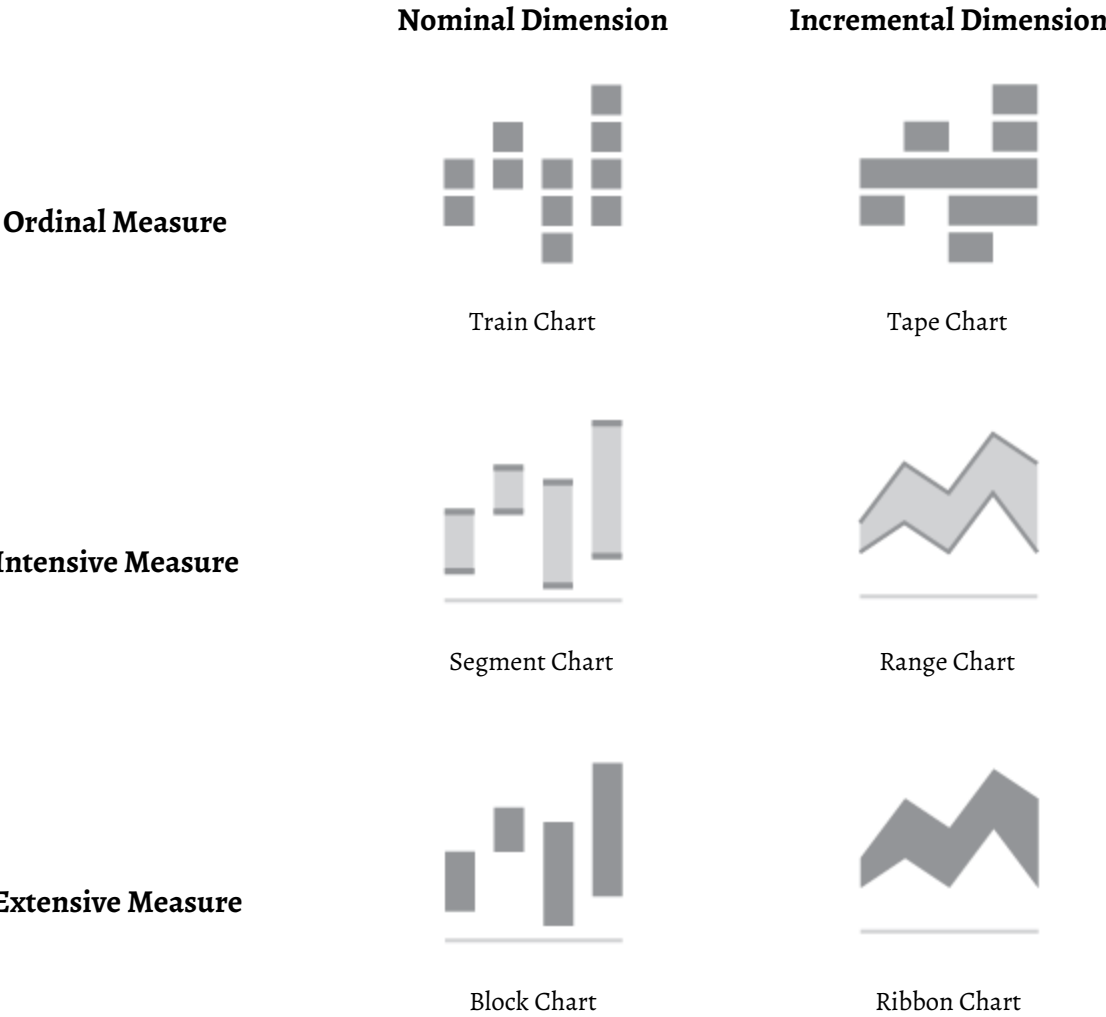 Nominal Dimension
Incremental Dimension
Ordinal Measure
Train Chart
Tape Chart
Intensive Measure
Segment Chart
Range Chart
Extensive Measure
Block Chart
Ribbon Chart